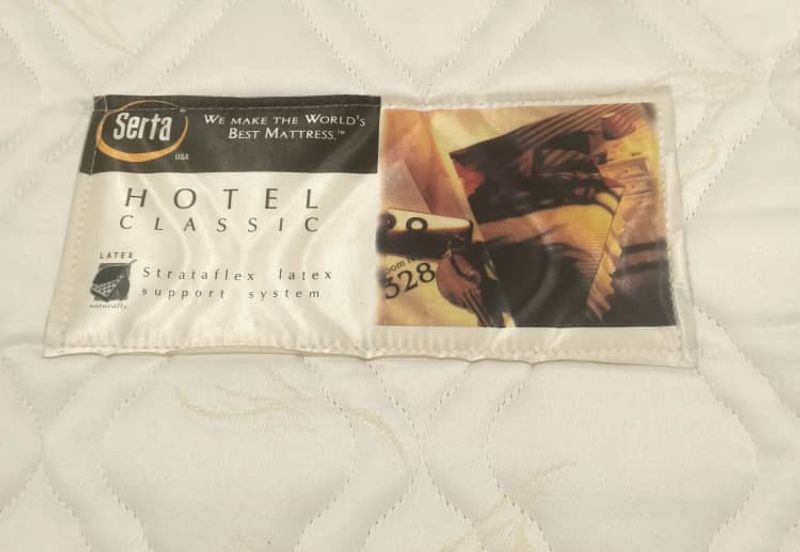 Serta
USA
WE MAKE THE WORLD'S
BEST MATTRESS.™
HOTEL
CLASSIC
LATEX
naturally
Strataflex latex
support system
328